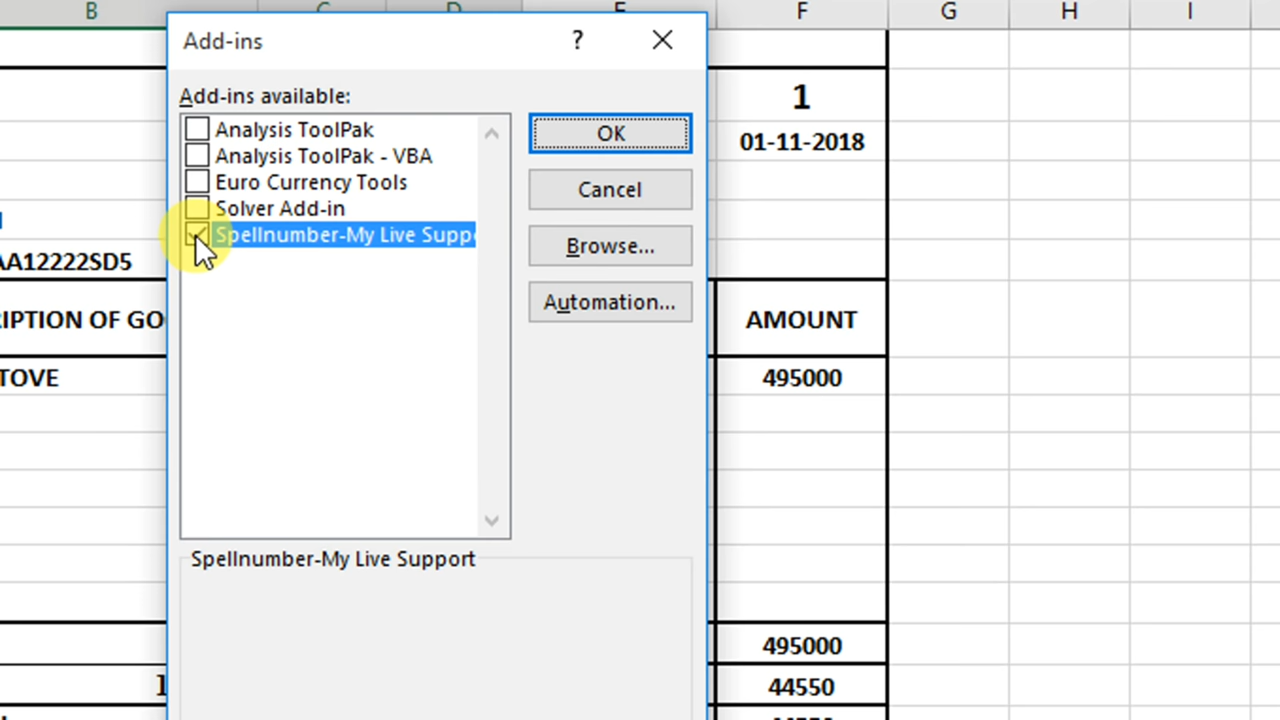 B C D E F G H I
Add-ins ?
Add-ins available:
Analysis ToolPak
Analysis ToolPak - VBA
Euro Currency Tools
Solver Add-in
Spellnumber-My Live Supp
OK
Cancel
Browse...
Automation...
Spellnumber-My Live Support
1
01-11-2018
AA12222SD5
RIPTION OF GO
AMOUNT
TOVE
495000
495000
1
44550